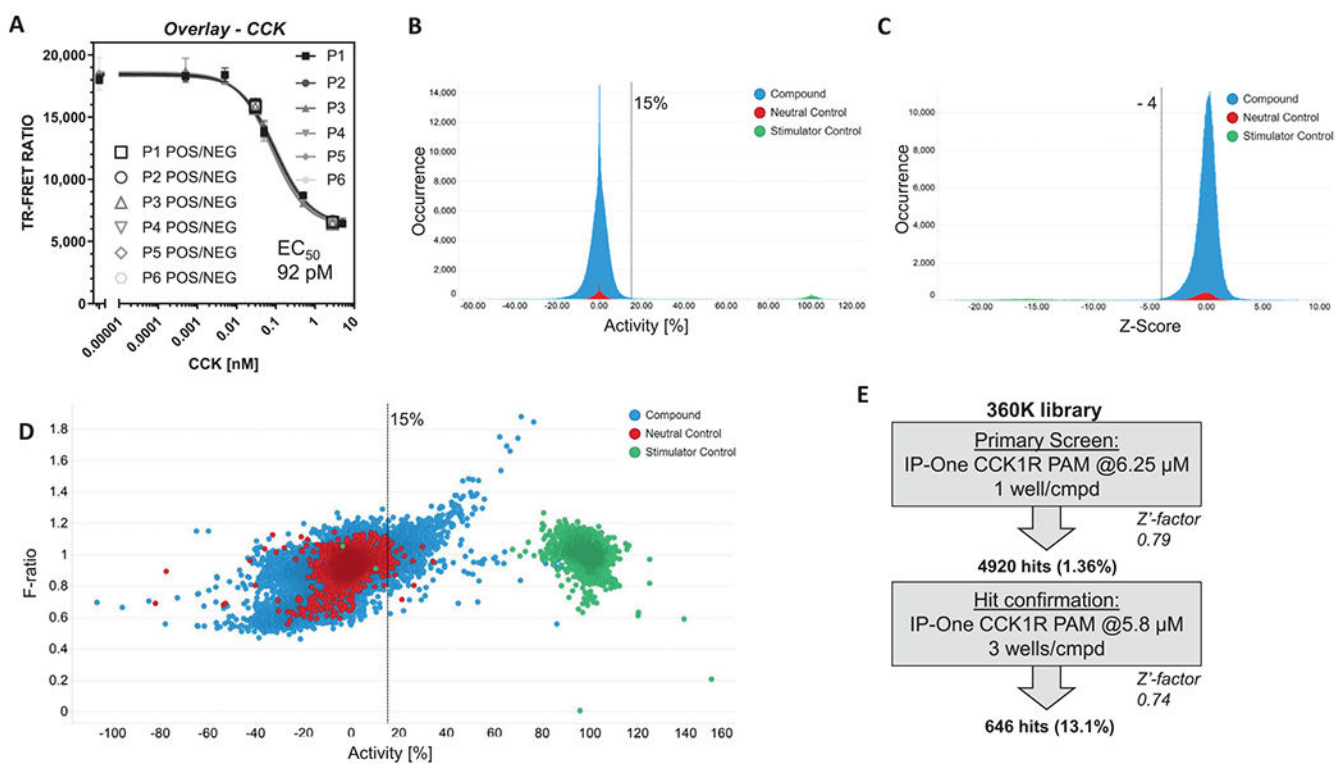 A
Overlay - CCK
20,000
18,000
16,000
14,000
12,000
10,000
5,000
0
TR-FRET RATIO
P1
P2
P3
P4
P5
P6
P1 POS/NEG
P2 POS/NEG
P3 POS/NEG
P4 POS/NEG
P5 POS/NEG
P6 POS/NEG
EC50
92 pM
0.00001
0.0001
0.001
0.01
0.1
1
10
CCK [nM]
B
14,000
12,000
10,000
8,000
6,000
4,000
2,000
0
Occurrence
15%
Compound
Neutral Control
Stimulator Control
-60.00 -40.00 -20.00 0.00 20.00 40.00 60.00 80.00 100.00 120.00
Activity [%]
C
10,000
8,000
6,000
4,000
2,000
0
Occurrence
- 4
Compound
Neutral Control
Stimulator Control
-20.00 -15.00 -10.00 -5.00 0.00 5.00 10.00
Z-Score
D
1.8
1.6
1.4
1.2
1
0.8
0.6
0.4
0.2
0
F-ratio
15%
Compound
Neutral Control
Stimulator Control
-100 -80 -60 -40 -20 0 20 40 60 80 100 120 140 160
Activity [%]
E
360K library
Primary Screen:
IP-One CCK1R PAM @6.25 µM
1 well/cmpd
Z'-factor
0.79
4920 hits (1.36%)
Hit confirmation:
IP-One CCK1R PAM @5.8 µM
3 wells/cmpd
Z'-factor
0.74
646 hits (13.1%)